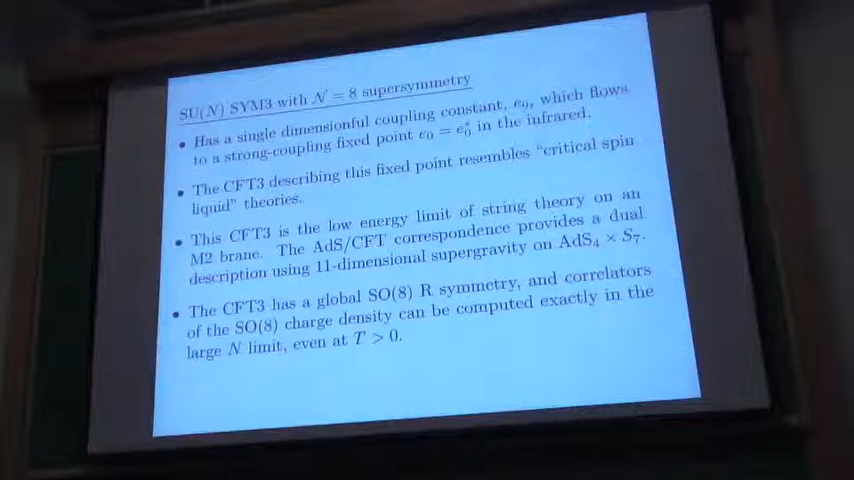 SU(N) SYM3 with 𝒩 = 8 supersymmetry
• Has a single dimensionful coupling constant, e₀, which flows
to a strong-coupling fixed point e₀ = e₀* in the infrared.
• The CFT3 describing this fixed point resembles “critical spin
liquid” theories.
• This CFT3 is the low energy limit of string theory on an
M2 brane. The AdS/CFT correspondence provides a dual
description using 11-dimensional supergravity on AdS₄ × S₇.
• The CFT3 has a global SO(8) R symmetry, and correlators
of the SO(8) charge density can be computed exactly in the
large N limit, even at T > 0.